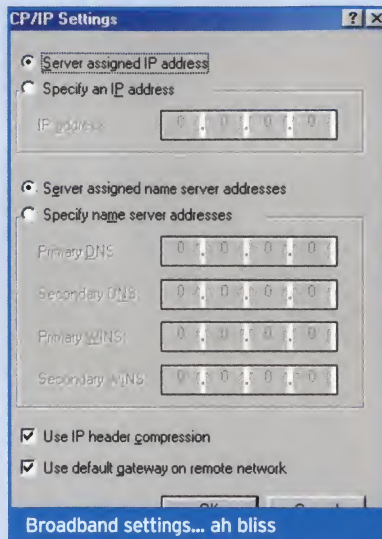 CP/IP Settings
Server assigned IP address
Specify an IP address
IP address: 0 . 0 . 0 . 0
Server assigned name server addresses
Specify name server addresses
Primary DNS: 0 . 0 . 0 . 0
Secondary DNS: 0 . 0 . 0 . 0
Primary WINS: 0 . 0 . 0 . 0
Secondary WINS: 0 . 0 . 0 . 0
Use IP header compression
Use default gateway on remote network
Broadband settings... ah bliss